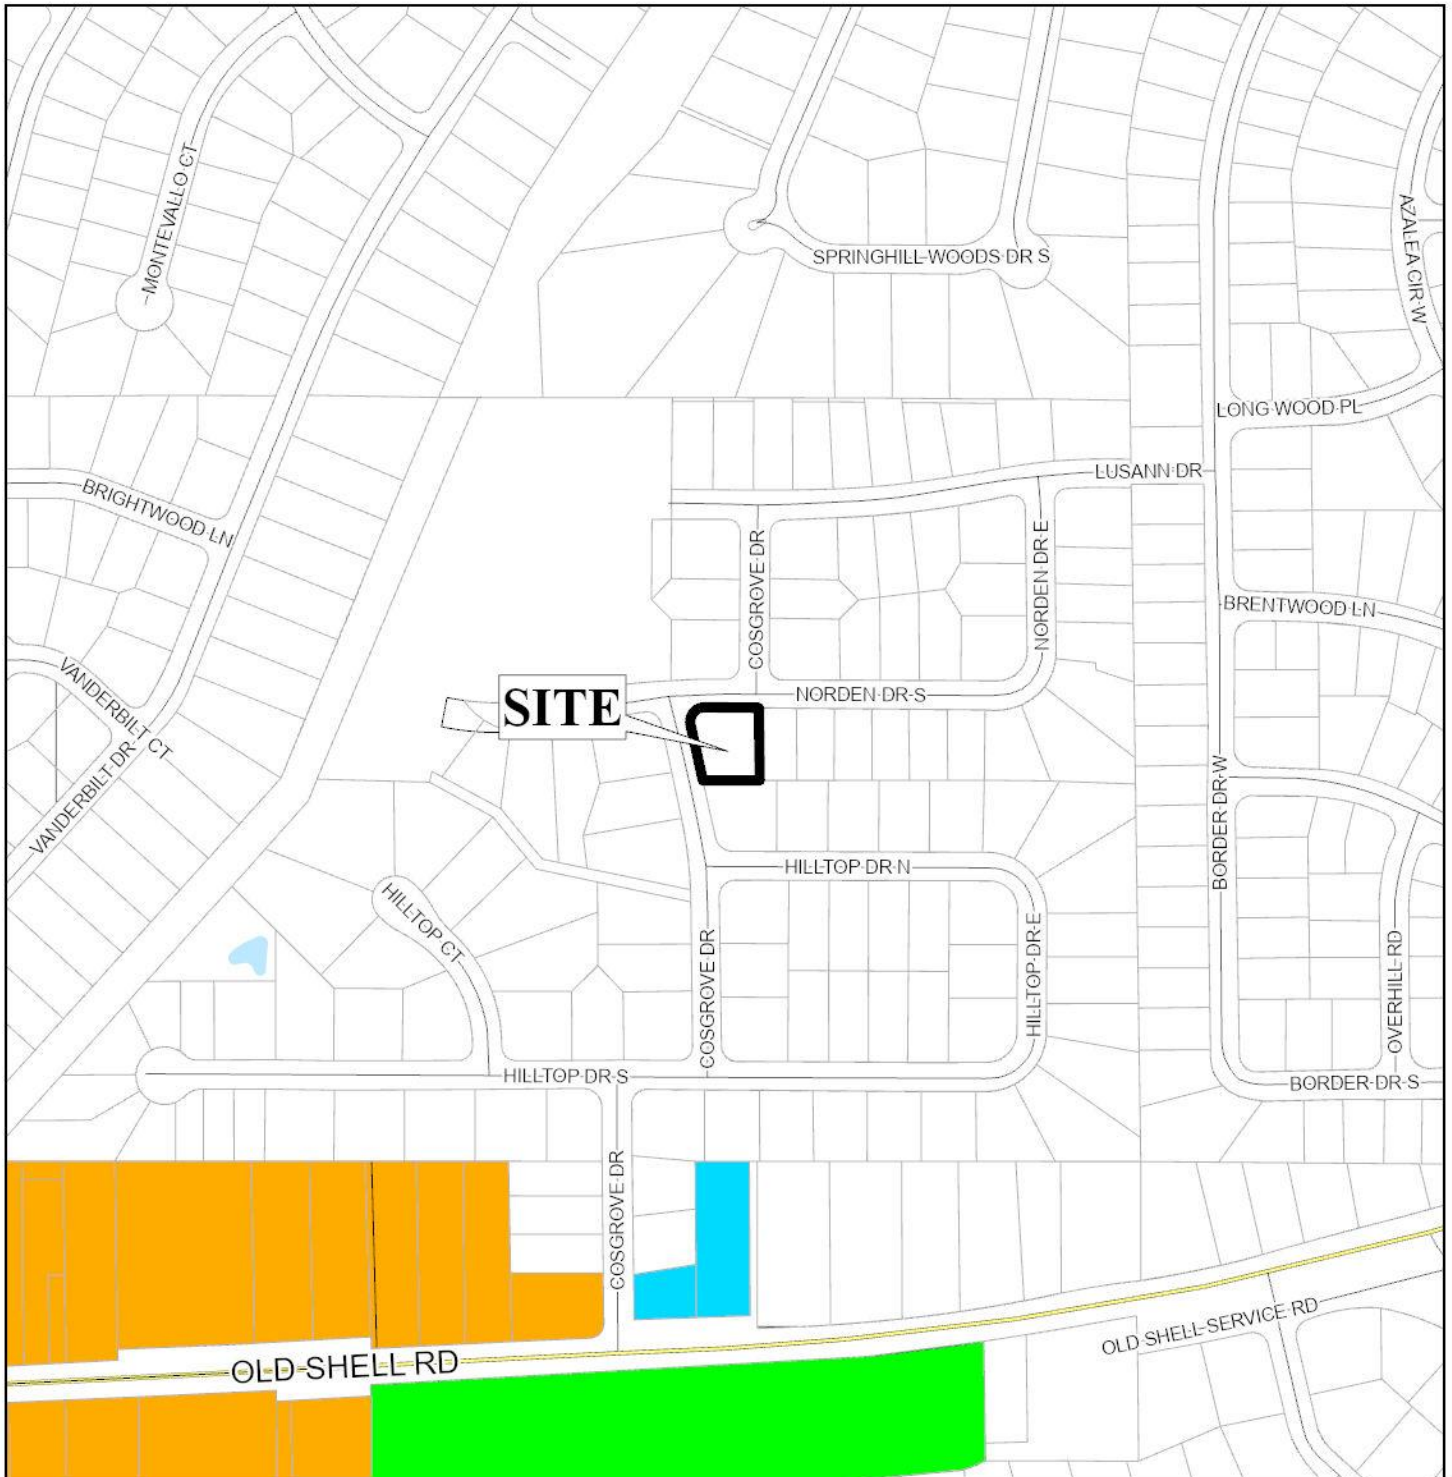 MONTEVALLO CT
SPRINGHILL WOODS DR S
AZALEA CIR W
LONG WOOD PL
LUSANN DR
BRIGHTWOOD LN
COSGROVE DR
NORDEN DR E
BRENTWOOD LN
VANDERBILT CT
SITE
NORDEN DR S
VANDERBILT DR
BORDER DR W
HILLTOP DR N
HILLTOP CT
COSGROVE DR
HILLTOP DR E
OVERHILL RD
HILLTOP DR S
BORDER DR S
COSGROVE DR
OLD SHELL RD
OLD SHELL SERVICE RD